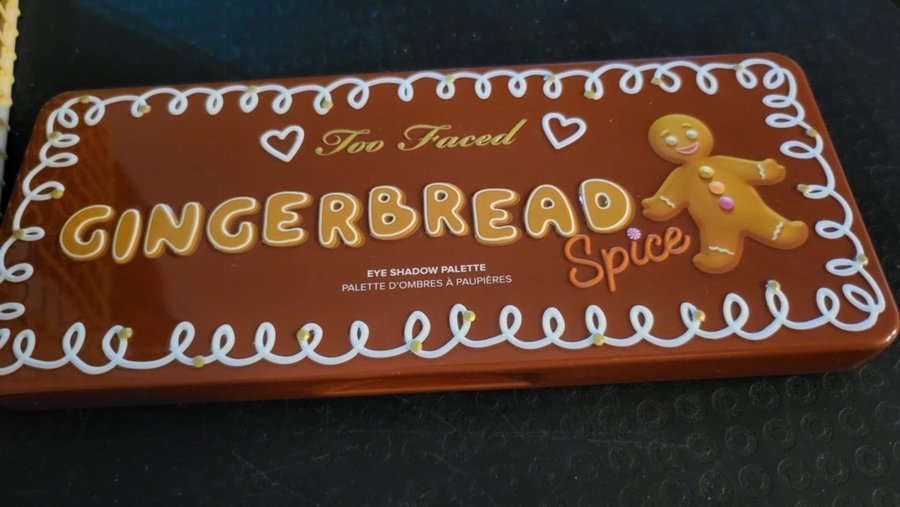 Too Faced
GINGERBREAD
Spice
EYE SHADOW PALETTE
PALETTE D'OMBRES À PAUPIÈRES